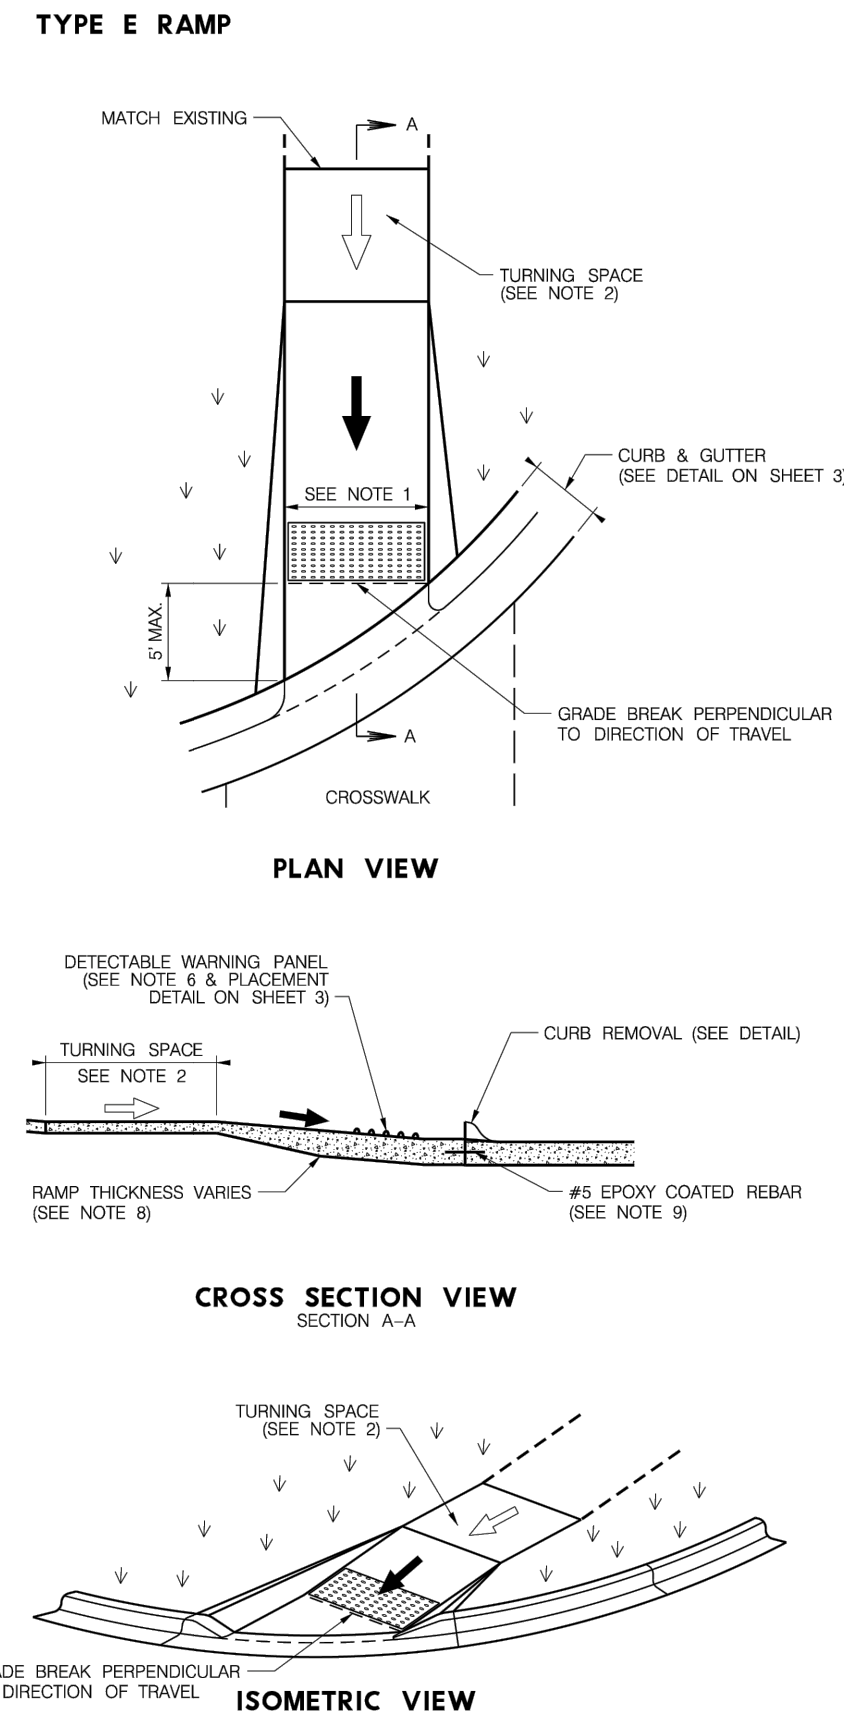 TYPE E RAMP
MATCH EXISTING
A
TURNING SPACE
(SEE NOTE 2)
CURB & GUTTER
(SEE DETAIL ON SHEET 3)
SEE NOTE 1
5' MAX.
GRADE BREAK PERPENDICULAR
TO DIRECTION OF TRAVEL
A
CROSSWALK
PLAN VIEW
DETECTABLE WARNING PANEL
(SEE NOTE 6 & PLACEMENT
DETAIL ON SHEET 3)
CURB REMOVAL (SEE DETAIL)
TURNING SPACE
SEE NOTE 2
RAMP THICKNESS VARIES
(SEE NOTE 8)
#5 EPOXY COATED REBAR
(SEE NOTE 9)
CROSS SECTION VIEW
SECTION A-A
TURNING SPACE
(SEE NOTE 2)
ADE BREAK PERPENDICULAR
DIRECTION OF TRAVEL
ISOMETRIC VIEW